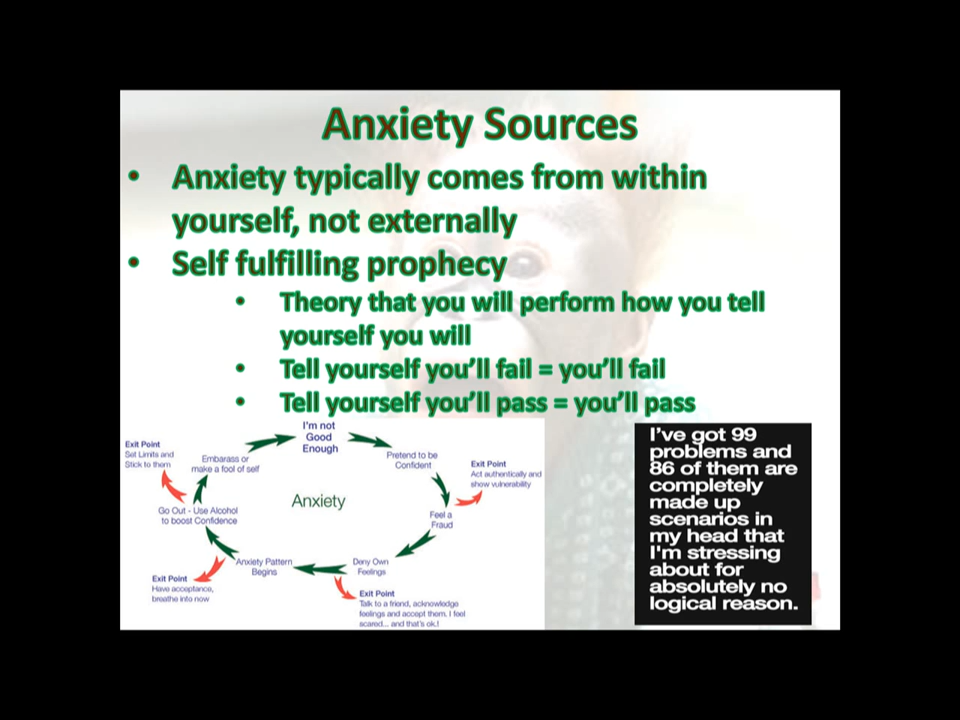 Anxiety Sources
• Anxiety typically comes from within
yourself, not externally
• Self fulfilling prophecy
• Theory that you will perform how you tell
yourself you will
• Tell yourself you'll fail = you'll fail
• Tell yourself you'll pass = you'll pass
I'm not
Good
Enough
Pretend to be
Confident
Exit Point
Act authentically and
show vulnerability
Feel a
Fraud
Deny Own
Feelings
Exit Point
Talk to a friend, acknowledge
feelings and accept them. I feel
scared... and that's ok.!
Anxiety Pattern
Begins
Exit Point
Have acceptance,
breathe into now
Go Out - Use Alcohol
to boost Confidence
Exit Point
Set Limits and
Stick to them
Embarass or
make a fool of self
Anxiety
I've got 99
problems and
86 of them are
completely
made up
scenarios in
my head that
I'm stressing
about for
absolutely no
logical reason.